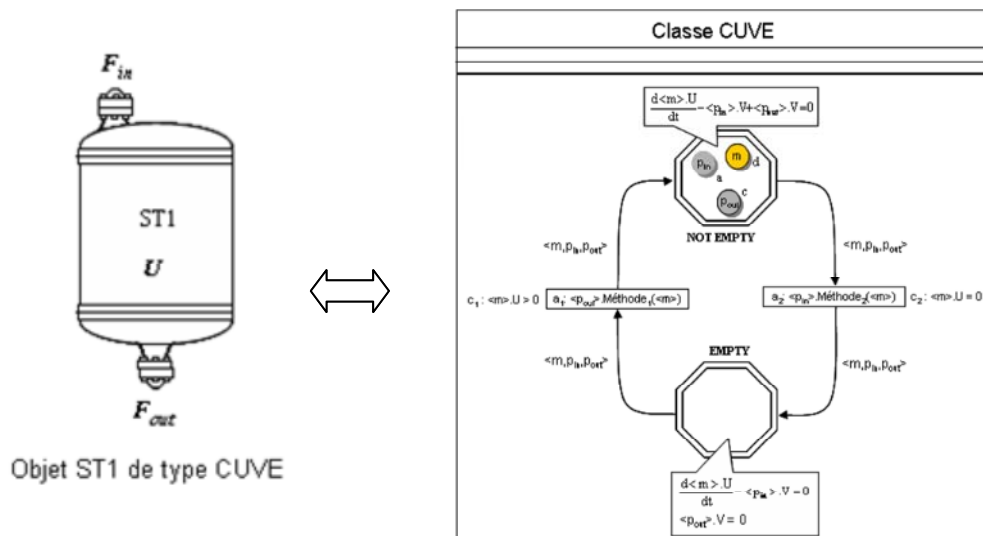 F_in
ST1
U
F_out
Objet ST1 de type CUVE
Classe CUVE
d<m>.U
dt
-<p_in>.V+<p_out>.V=0
p_in
m
d
a
c
p_out
NOT EMPTY
<m,p_in,p_out>
<m,p_in,p_out>
c_1 : <m>.U > 0
a_1: <p_out>.Méthode_1(<m>)
a_2: <p_in>.Méthode_2(<m>)
c_2 : <m>.U = 0
<m,p_in,p_out>
<m,p_in,p_out>
EMPTY
d<m>.U
dt
-<p_in>.V=0
<p_out>.V = 0